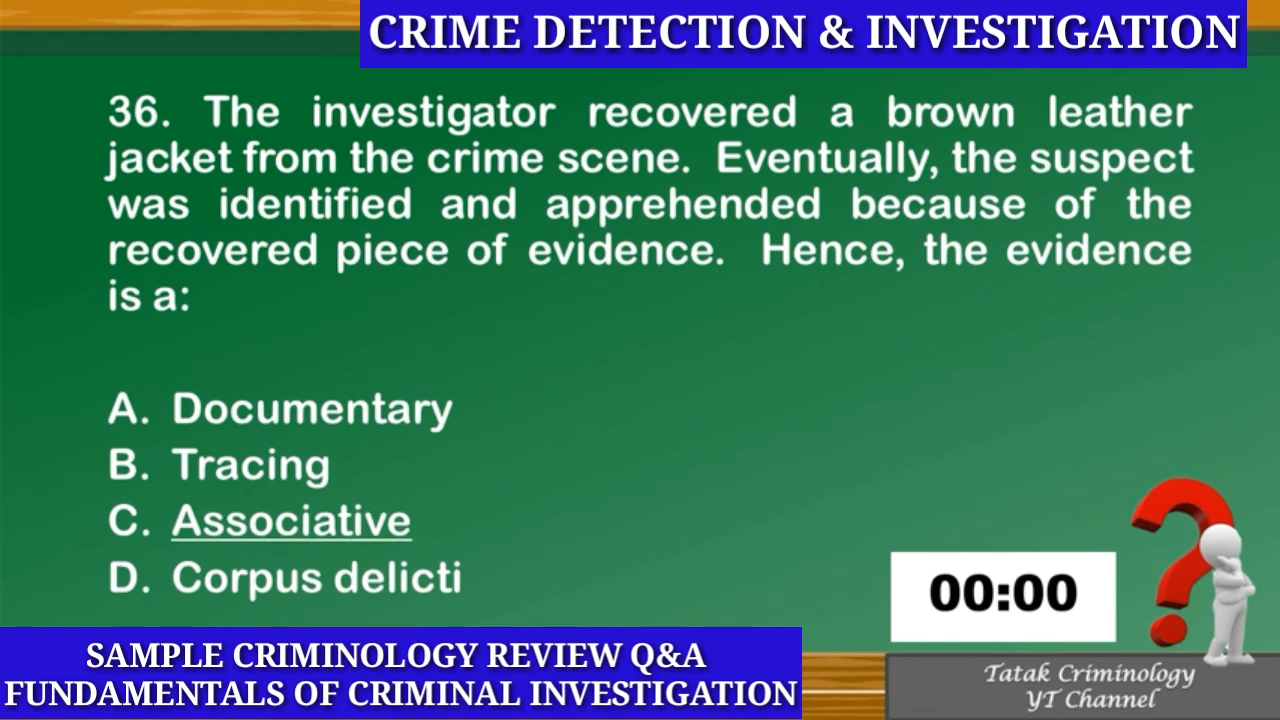 CRIME DETECTION & INVESTIGATION
36. The investigator recovered a brown leather
jacket from the crime scene. Eventually, the suspect
was identified and apprehended because of the
recovered piece of evidence. Hence, the evidence
is a:
A. Documentary
B. Tracing
C. Associative
D. Corpus delicti
00:00
SAMPLE CRIMINOLOGY REVIEW Q&A
FUNDAMENTALS OF CRIMINAL INVESTIGATION
Tatak Criminology
YT Channel